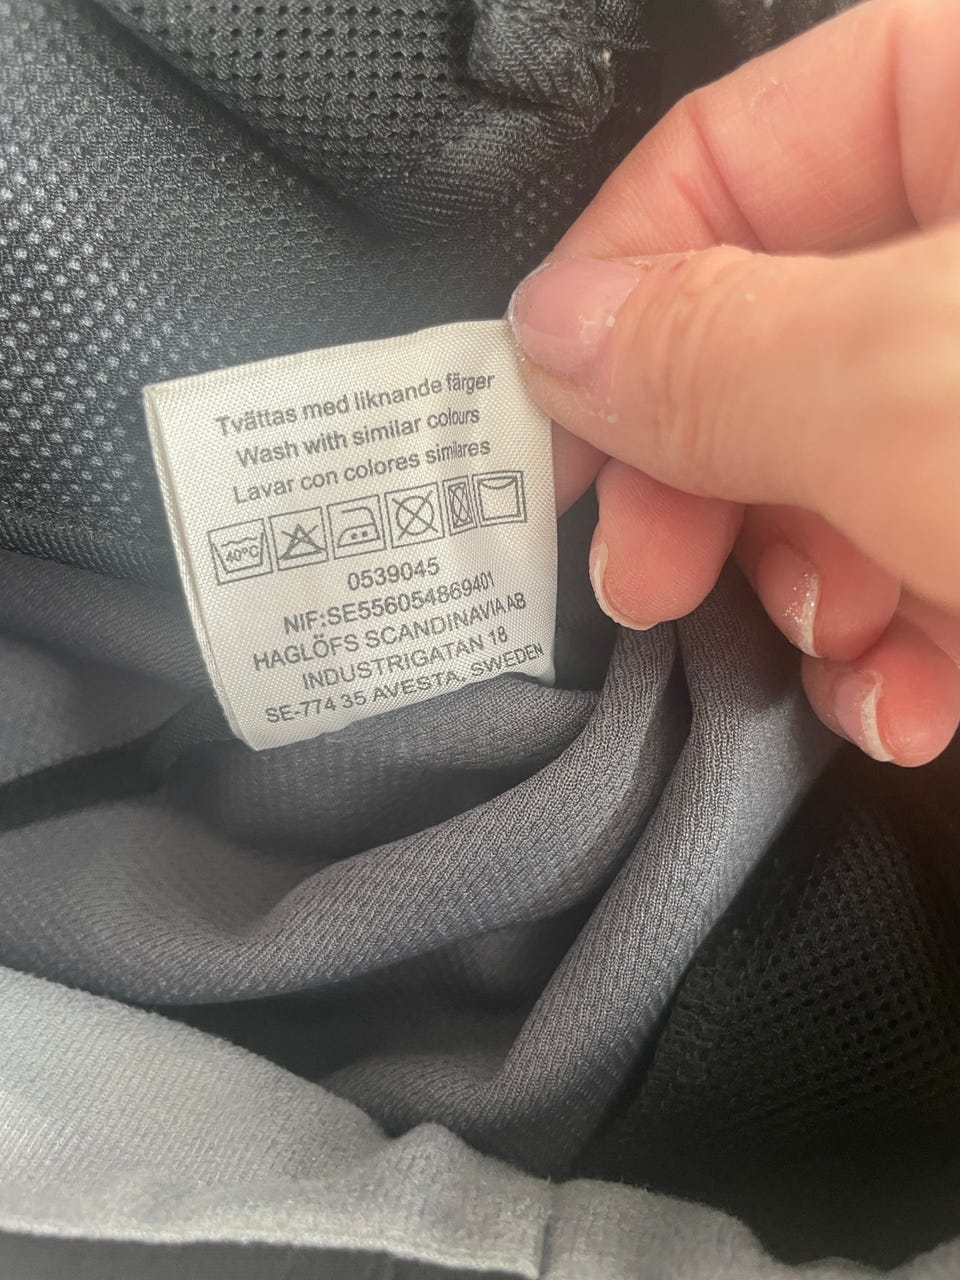 Tvättas med liknande färger
Wash with similar colours
Lavar con colores similares
40°C
0539045
NIF:SE556054869401
HAGLÖFS SCANDINAVIA AB
INDUSTRIGATAN 18
SE-774 35 AVESTA, SWEDEN